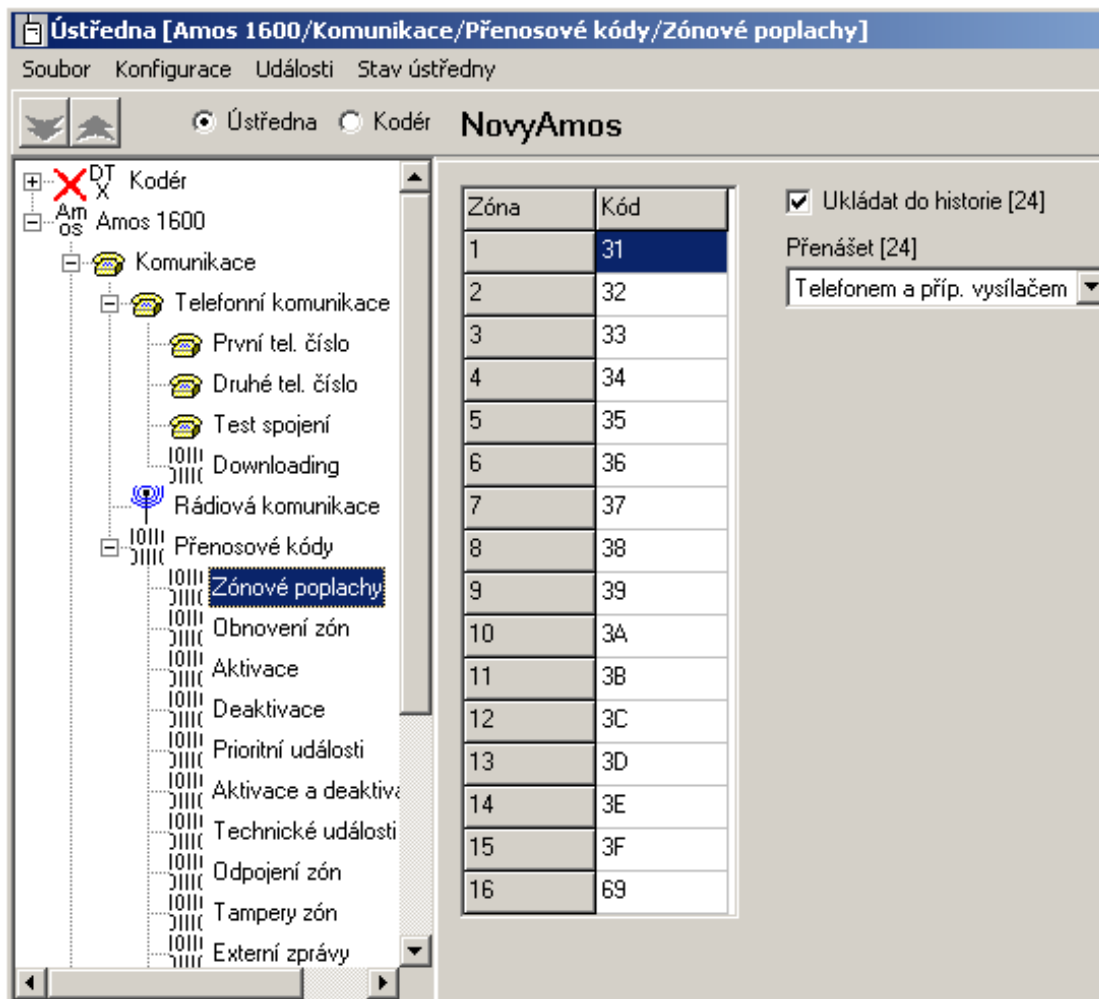 Ústředna [Amos 1600/Komunikace/Přenosové kódy/Zónové poplachy]
Soubor Konfigurace Události Stav ústředny
Ústředna Kodér NovyAmos
DTX Kodér
Amos Amos 1600
Komunikace
Telefonní komunikace
První tel. číslo
Druhé tel. číslo
Test spojení
Downloading
Rádiová komunikace
Přenosové kódy
Zónové poplachy
Obnovení zón
Aktivace
Deaktivace
Prioritní události
Aktivace a deaktiva
Technické události
Odpojení zón
Tampery zón
Externí zprávy
Zóna Kód
1 31
2 32
3 33
4 34
5 35
6 36
7 37
8 38
9 39
10 3A
11 3B
12 3C
13 3D
14 3E
15 3F
16 69
Ukládat do historie [24]
Přenášet [24]
Telefonem a příp. vysílačem